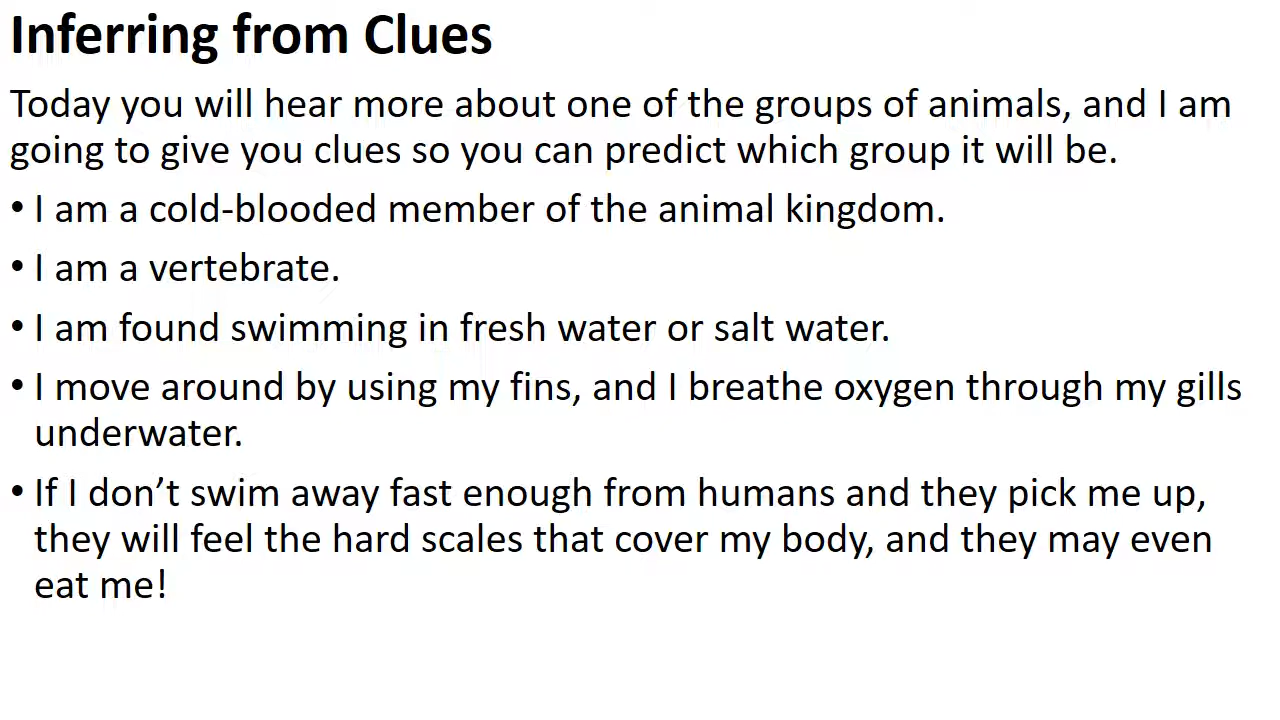 Inferring from Clues
Today you will hear more about one of the groups of animals, and I am
going to give you clues so you can predict which group it will be.
• I am a cold-blooded member of the animal kingdom.
• I am a vertebrate.
• I am found swimming in fresh water or salt water.
• I move around by using my fins, and I breathe oxygen through my gills
underwater.
• If I don’t swim away fast enough from humans and they pick me up,
they will feel the hard scales that cover my body, and they may even
eat me!